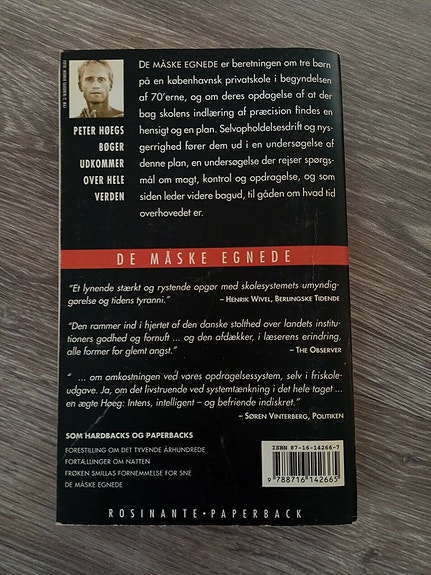 DE MÅSKE EGNEDE er beretningen om tre børn
på en københavnsk privatskole i begyndelsen
af 70'erne, og om deres opdagelse af at der
bag skolens indlæring af præcision findes en
hensigt og en plan. Selvopholdelsesdrift og nys-
gerrighed fører dem ud i en undersøgelse af
denne plan, en undersøgelse der rejser spørgs-
mål om magt, kontrol og opdragelse, og som
siden leder videre bagud, til gåden om hvad tid
overhovedet er.
PETER HØEGS
BØGER
UDKOMMER
OVER HELE
VERDEN
DE MÅSKE EGNEDE
"Et lynende stærkt og rystende opgør med skolesystemets umyndig-
gørelse og tidens tyranni."
– HENRIK WIVEL, BERLINGSKE TIDENDE
"Den rammer ind i hjertet af den danske stolthed over landets institu-
tioners godhed og fornuft ... og den afdækker, i læserens erindring,
alle former for glemt angst."
– THE OBSERVER
" ... om omkostningen ved vores opdragelsessystem, selv i friskole-
udgave. Ja, om det livstruende ved systemtænkning i det hele taget ...
en ægte Høeg: Intens, intelligent – og befriende indiskret."
– SØREN VINTERBERG, POLITIKEN
SOM HARDBACKS OG PAPERBACKS
FORESTILLING OM DET TYVENDE ÅRHUNDREDE
FORTÆLLINGER OM NATTEN
FRØKEN SMILLAS FORNEMMELSE FOR SNE
DE MÅSKE EGNEDE
ISBN 87-16-14266-7
9 788716 142665
ROSINANTE • PAPERBACK